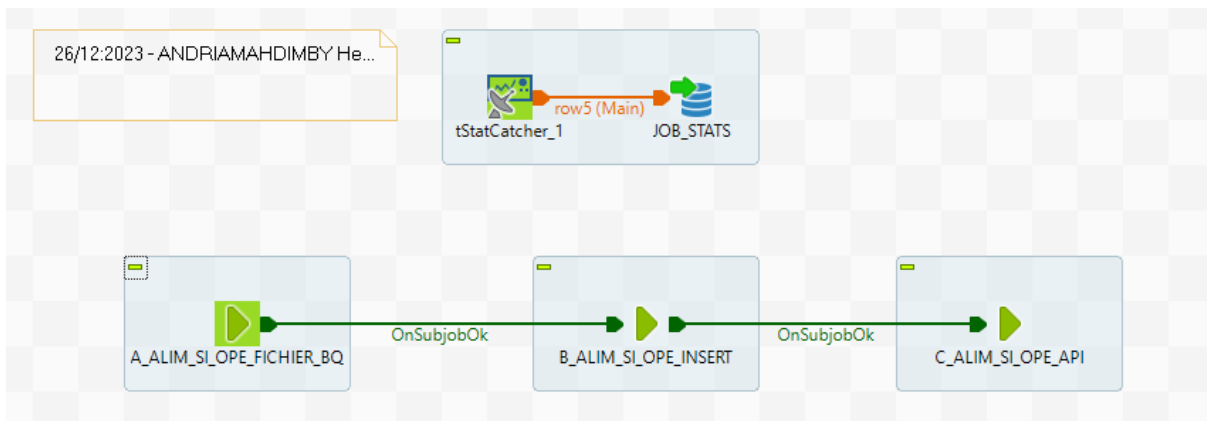 26/12:2023 - ANDRIAMAHDIMBY He...
row5 (Main)
tStatCatcher_1
JOB_STATS
OnSubjobOk
OnSubjobOk
A_ALIM_SI_OPE_FICHIER_BQ
B_ALIM_SI_OPE_INSERT
C_ALIM_SI_OPE_API